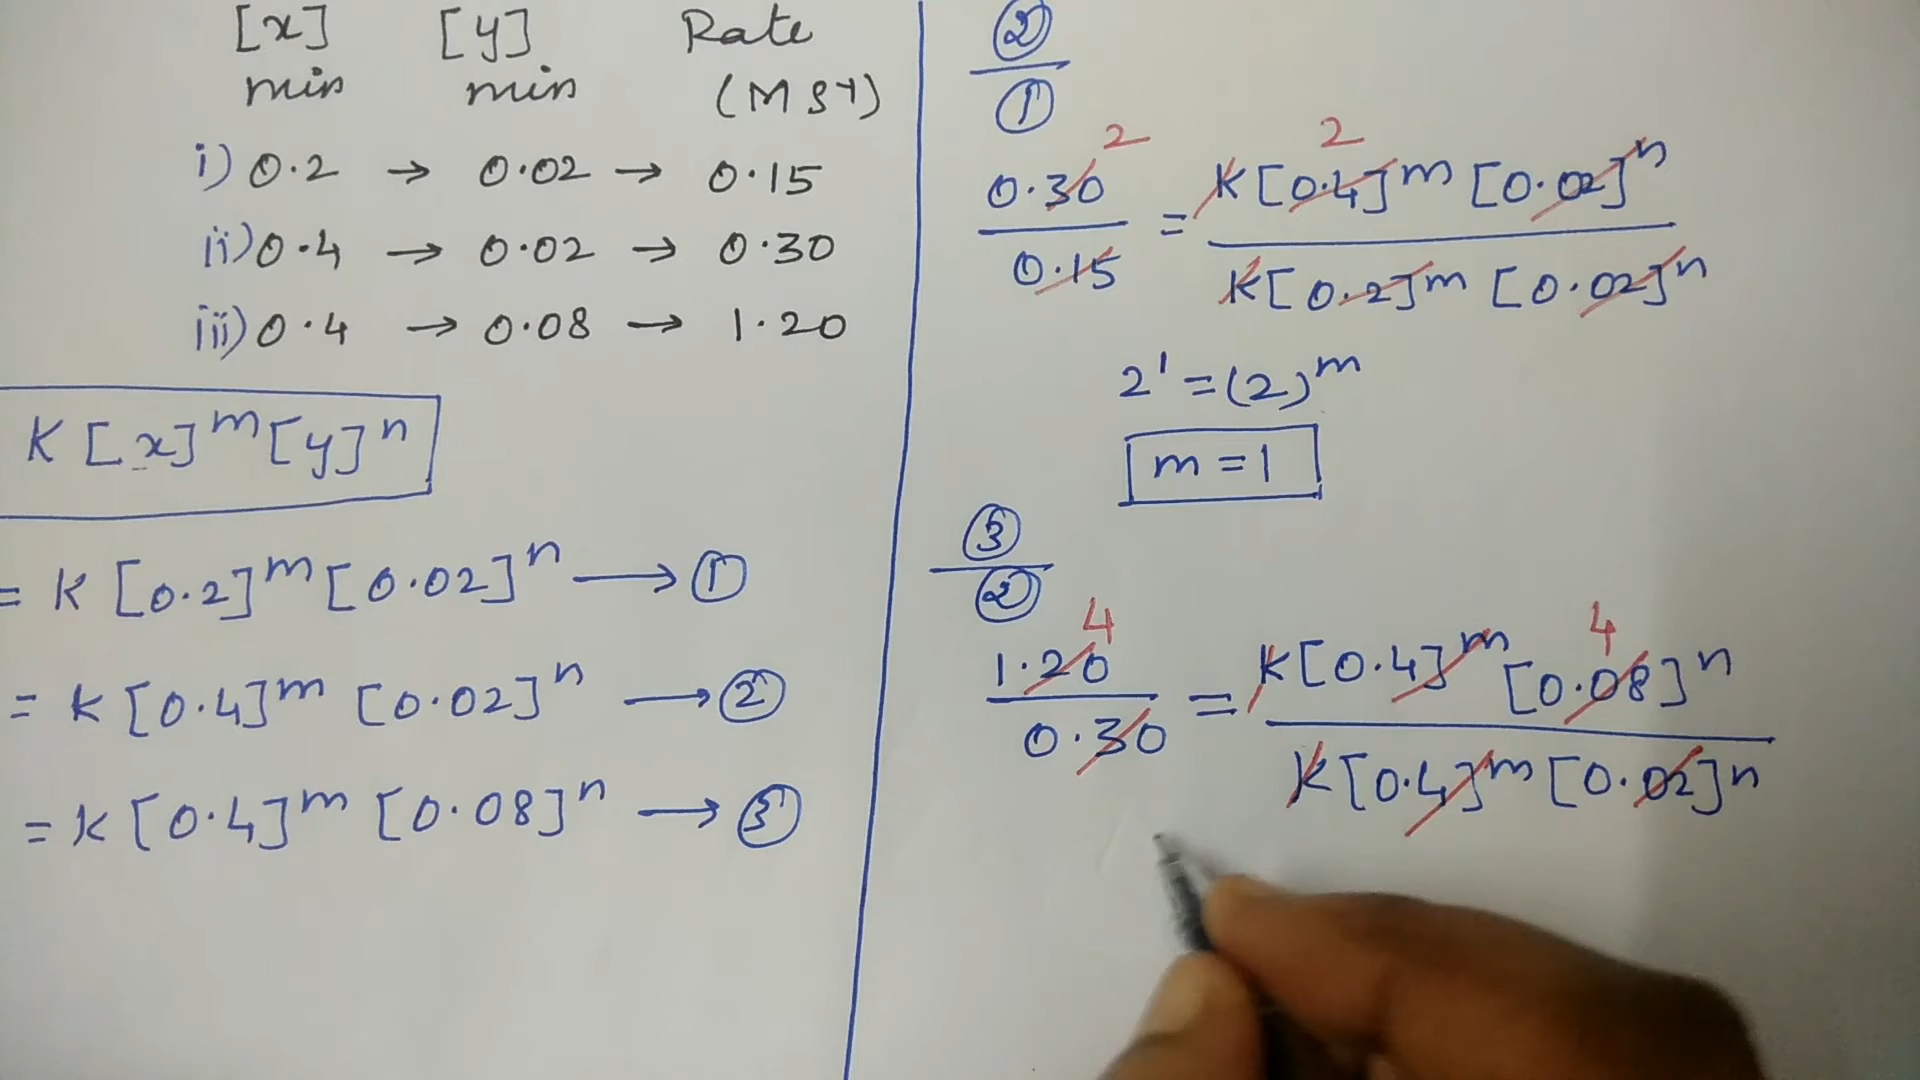 [x] [y] Rate
min min (M S-1)
i) 0.2 → 0.02 → 0.15
ii) 0.4 → 0.02 → 0.30
iii) 0.4 → 0.08 → 1.20
K [x]^m [y]^n
= K [0.2]^m [0.02]^n → ①
= K [0.4]^m [0.02]^n → ②
= K [0.4]^m [0.08]^n → ③
②
①
2 2
0.30 = K[0.4]^m [0.02]^n
0.15 K[0.2]^m [0.02]^n
2^1 = (2)^m
m = 1
③
②
4 4
1.20 = K[0.4]^m [0.08]^n
0.30 K[0.4]^m [0.02]^n